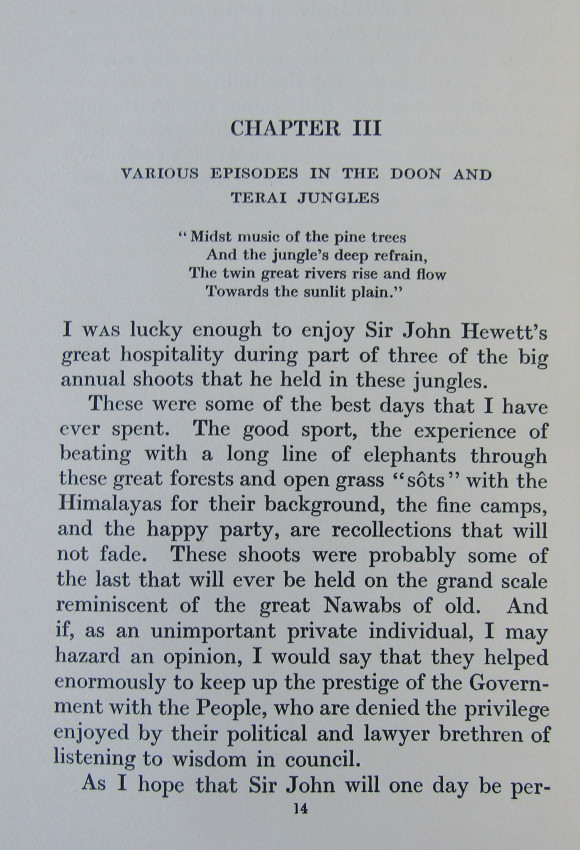 CHAPTER III
VARIOUS EPISODES IN THE DOON AND
TERAI JUNGLES
"Midst music of the pine trees
And the jungle's deep refrain,
The twin great rivers rise and flow
Towards the sunlit plain."
I WAS lucky enough to enjoy Sir John Hewett's
great hospitality during part of three of the big
annual shoots that he held in these jungles.
These were some of the best days that I have
ever spent. The good sport, the experience of
beating with a long line of elephants through
these great forests and open grass "sôts" with the
Himalayas for their background, the fine camps,
and the happy party, are recollections that will
not fade. These shoots were probably some of
the last that will ever be held on the grand scale
reminiscent of the great Nawabs of old. And
if, as an unimportant private individual, I may
hazard an opinion, I would say that they helped
enormously to keep up the prestige of the Govern-
ment with the People, who are denied the privilege
enjoyed by their political and lawyer brethren of
listening to wisdom in council.
As I hope that Sir John will one day be per-
14